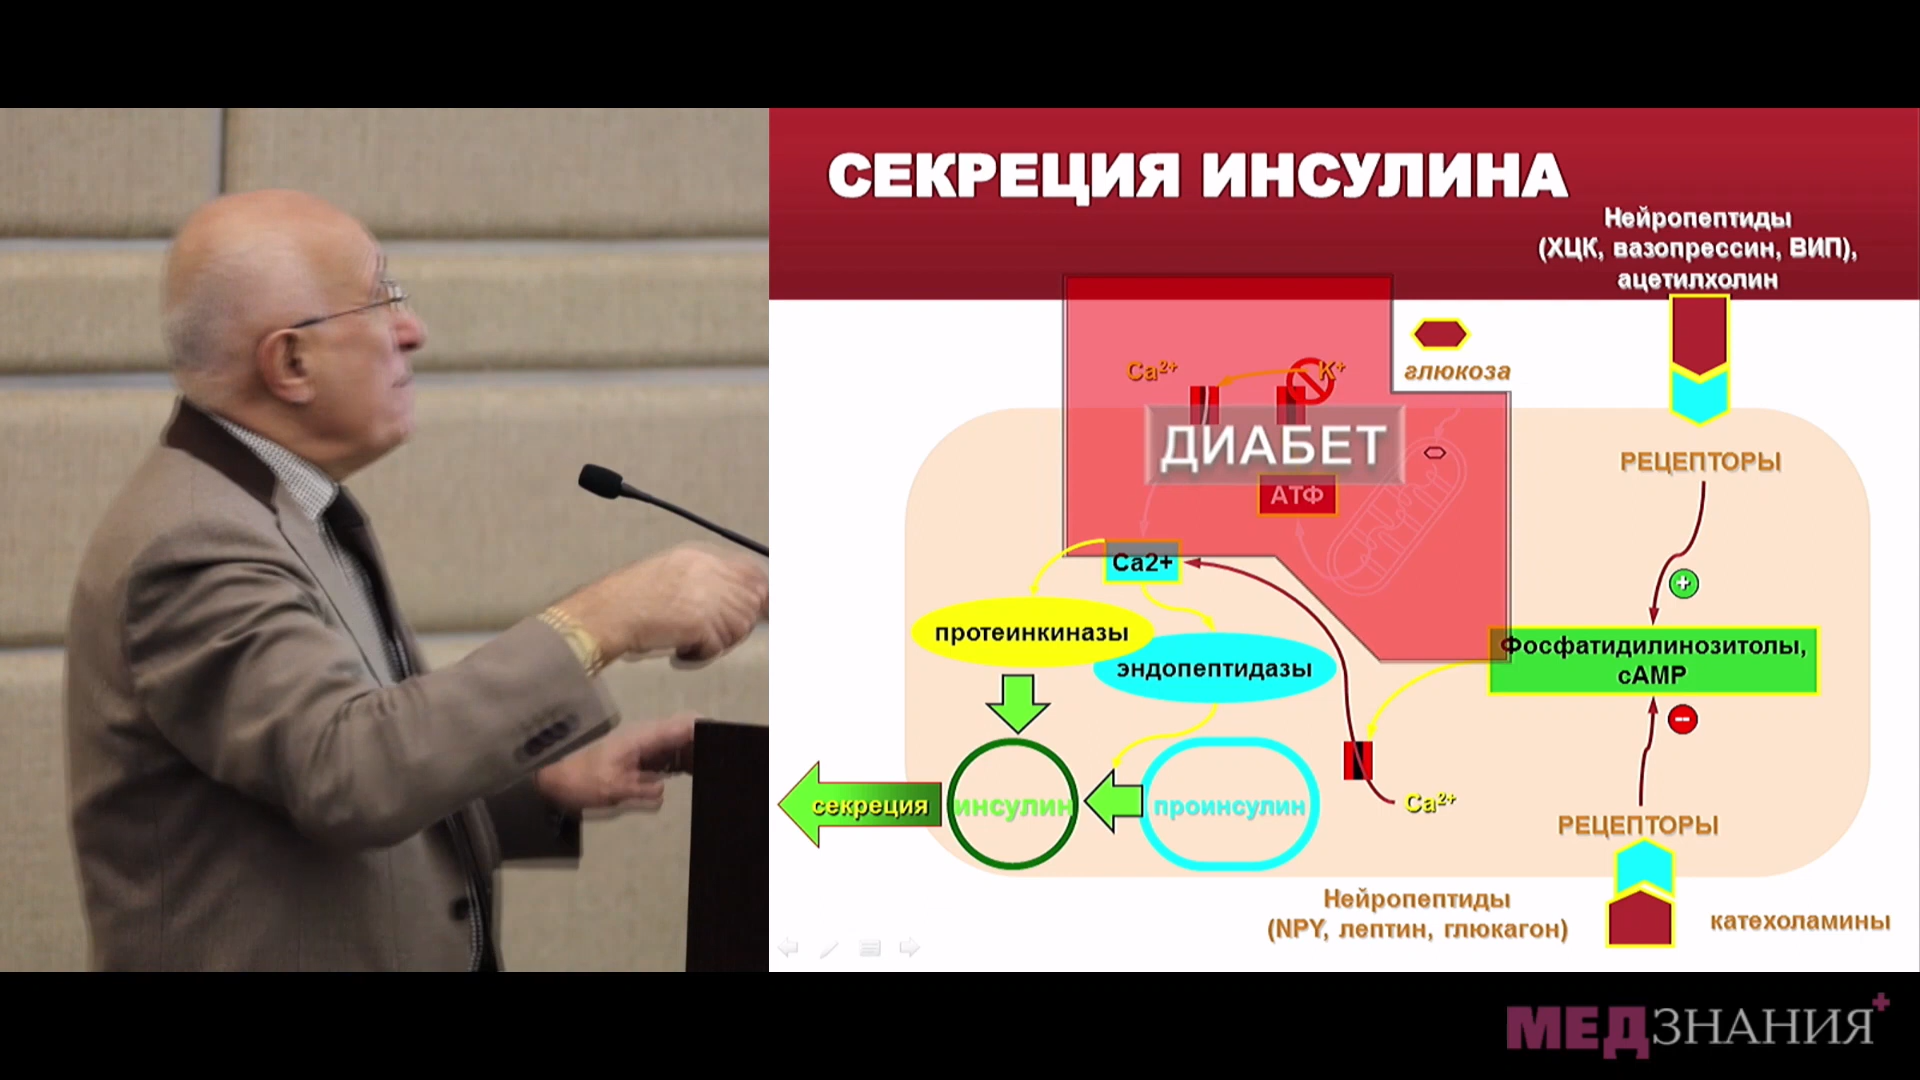 СЕКРЕЦИЯ ИНСУЛИНА
Нейропептиды
(ХЦК, вазопрессин, ВИП),
ацетилхолин
Ca²⁺
K⁺
глюкоза
ДИАБЕТ
АТФ
РЕЦЕПТОРЫ
+
Ca2+
протеинкиназы
эндопептидазы
Фосфатидилинозитолы,
cAMP
--
секреция
инсулин
проинсулин
Ca²⁺
РЕЦЕПТОРЫ
Нейропептиды
(NPY, лептин, глюкагон)
катехоламины
МЕДЗНАНИЯ+